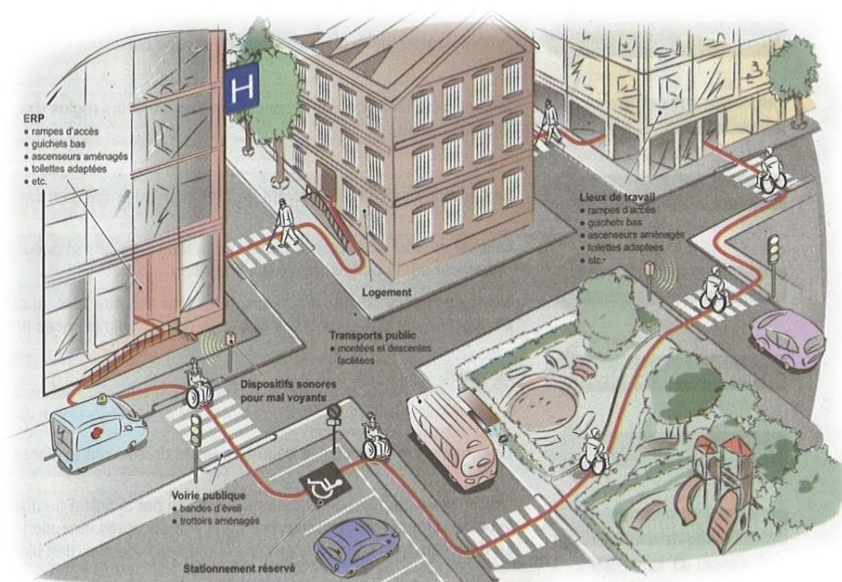 ERP
• rampes d'accès
• guichets bas
• ascenseurs aménagés
• toilettes adaptées
• etc.
H
Lieux de travail
• rampes d'accès
• guichets bas
• ascenseurs aménagés
• toilettes adaptées
• etc.
Logement
Transports public
• montées et descentes
facilitées
Dispositifs sonores
pour mal voyants
Voirie publique
• bandes d'éveil
• trottoirs aménagés
Stationnement réservé